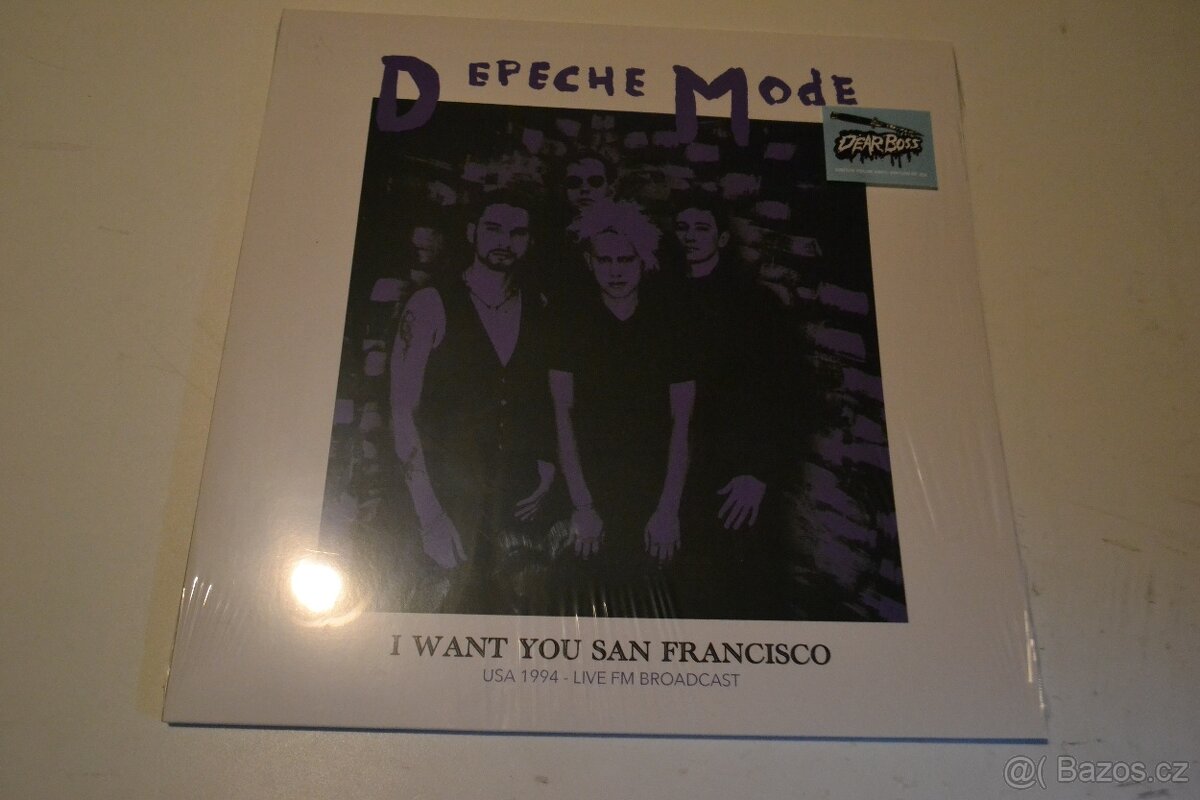 DEPECHE MODE
DEAR BOSS
I WANT YOU SAN FRANCISCO
USA 1994 - LIVE FM BROADCAST
@( Bazos.cz